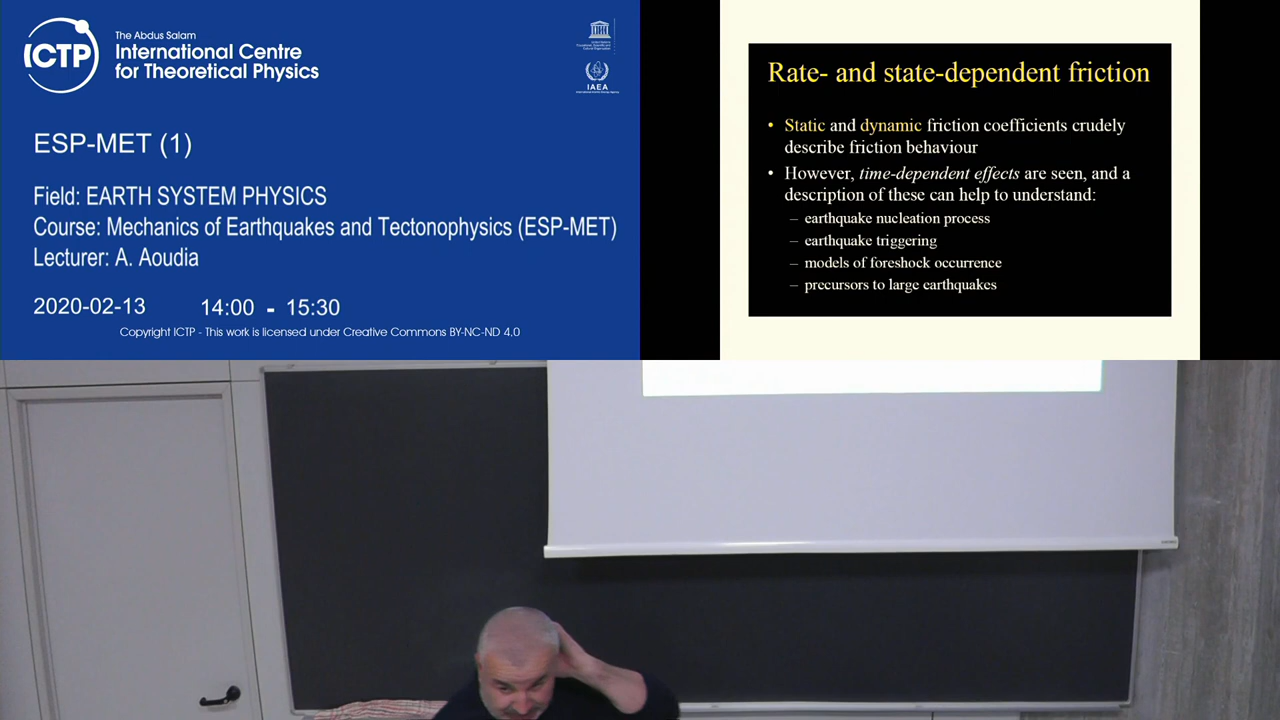 ICTP
The Abdus Salam
International Centre
for Theoretical Physics
IAEA
ESP-MET (1)
Field: EARTH SYSTEM PHYSICS
Course: Mechanics of Earthquakes and Tectonophysics (ESP-MET)
Lecturer: A. Aoudia
2020-02-13 14:00 - 15:30
Copyright ICTP - This work is licensed under Creative Commons BY-NC-ND 4.0
Rate- and state-dependent friction
• Static and dynamic friction coefficients crudely
describe friction behaviour
• However, time-dependent effects are seen, and a
description of these can help to understand:
– earthquake nucleation process
– earthquake triggering
– models of foreshock occurrence
– precursors to large earthquakes